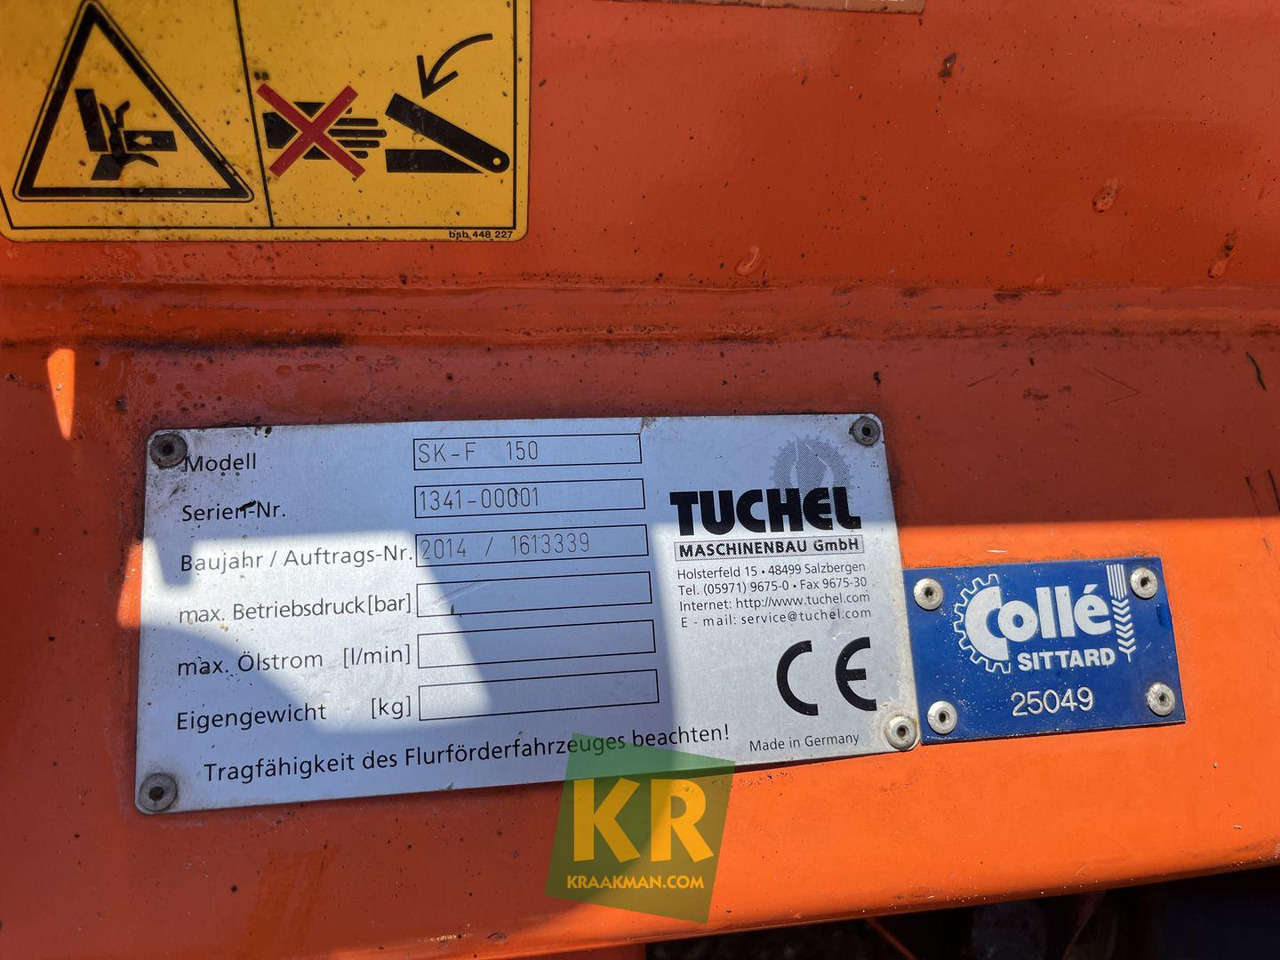 bsb 448 227
Modell SK-F 150
Serien-Nr. 1341-00001
Baujahr / Auftrags-Nr. 2014 / 1613339
max. Betriebsdruck[bar]
max. Ölstrom [l/min]
Eigengewicht [kg]
Tragfähigkeit des Flurförderfahrzeuges beachten!
TUCHEL
MASCHINENBAU GmbH
Holsterfeld 15 • 48499 Salzbergen
Tel. (05971) 9675-0 • Fax 9675-30
Internet: http://www.tuchel.com
E - mail: service@tuchel.com
CE
Made in Germany
Collé
SITTARD
25049
KR
KRAAKMAN.COM